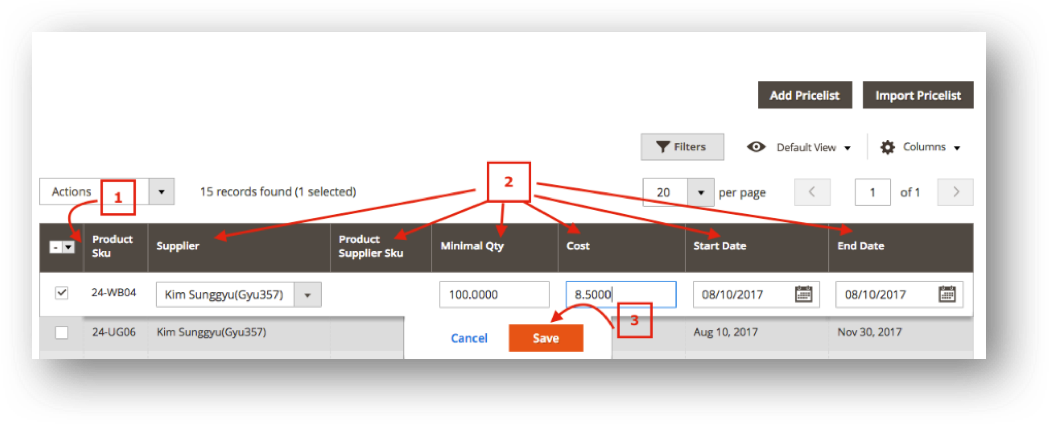 Add Pricelist Import Pricelist
Filters Default View Columns
Actions 1 15 records found (1 selected) 2 20 per page 1 of 1
Product Sku Supplier Product Supplier Sku Minimal Qty Cost Start Date End Date
24-WB04 Kim Sunggyu(Gyu357) 100.0000 8.5000 08/10/2017 08/10/2017
24-UG06 Kim Sunggyu(Gyu357) Cancel Save 3 Aug 10, 2017 Nov 30, 2017